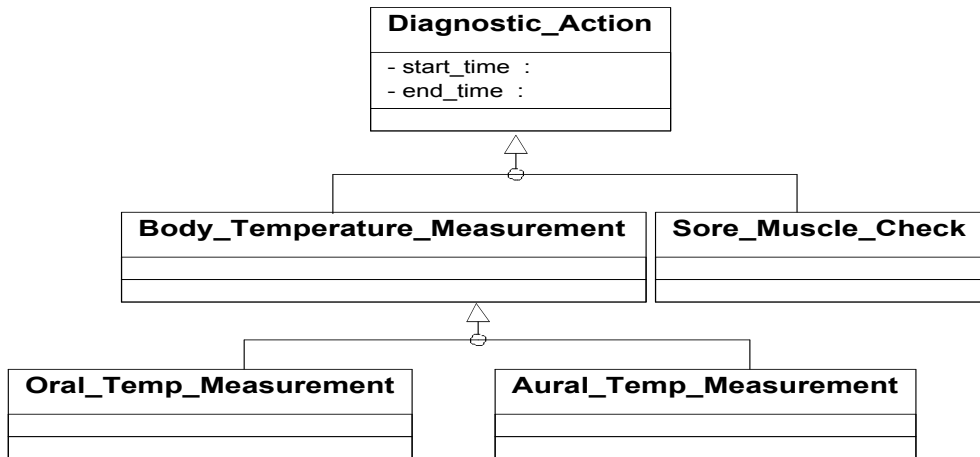 Diagnostic_Action
- start_time :
- end_time :
Body_Temperature_Measurement
Sore_Muscle_Check
Oral_Temp_Measurement
Aural_Temp_Measurement